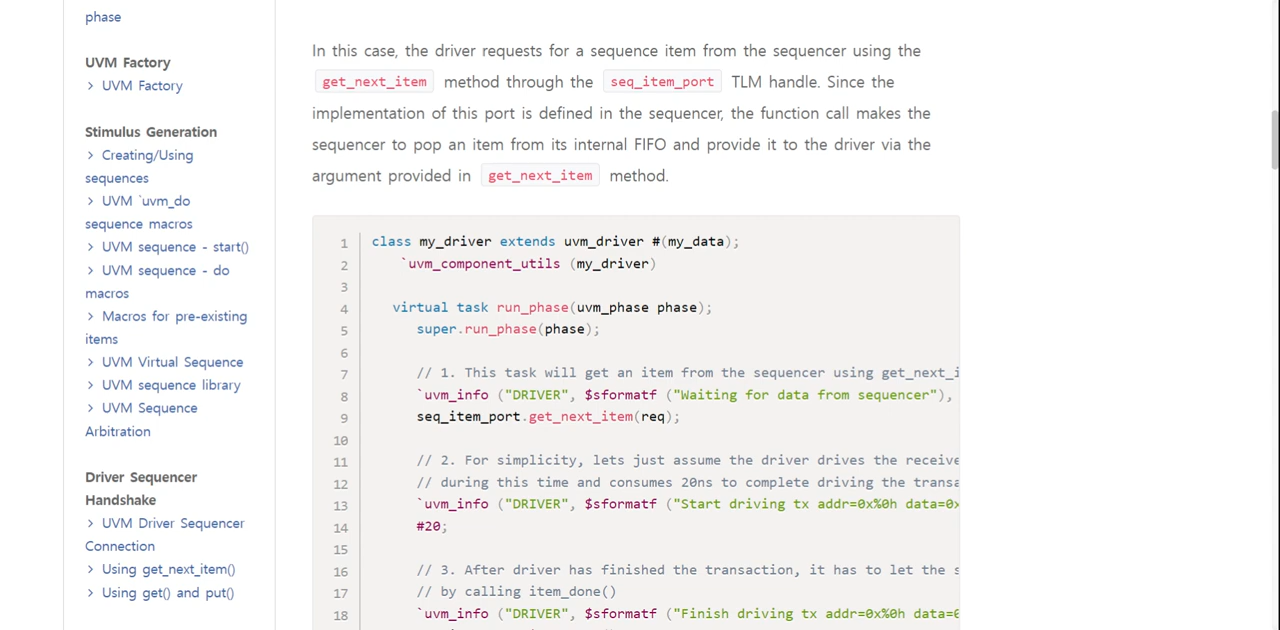 phase
UVM Factory
> UVM Factory
Stimulus Generation
> Creating/Using
sequences
> UVM `uvm_do
sequence macros
> UVM sequence - start()
> UVM sequence - do
macros
> Macros for pre-existing
items
> UVM Virtual Sequence
> UVM sequence library
> UVM Sequence
Arbitration
Driver Sequencer
Handshake
> UVM Driver Sequencer
Connection
> Using get_next_item()
> Using get() and put()
In this case, the driver requests for a sequence item from the sequencer using the
get_next_item method through the seq_item_port TLM handle. Since the
implementation of this port is defined in the sequencer, the function call makes the
sequencer to pop an item from its internal FIFO and provide it to the driver via the
argument provided in get_next_item method.
1 class my_driver extends uvm_driver #(my_data);
2 `uvm_component_utils (my_driver)
3
4 virtual task run_phase(uvm_phase phase);
5 super.run_phase(phase);
6
7 // 1. This task will get an item from the sequencer using get_next_i
8 `uvm_info ("DRIVER", $sformatf ("Waiting for data from sequencer"),
9 seq_item_port.get_next_item(req);
10
11 // 2. For simplicity, lets just assume the driver drives the receive
12 // during this time and consumes 20ns to complete driving the transa
13 `uvm_info ("DRIVER", $sformatf ("Start driving tx addr=0x%0h data=0x
14 #20;
15
16 // 3. After driver has finished the transaction, it has to let the s
17 // by calling item_done()
18 `uvm_info ("DRIVER", $sformatf ("Finish driving tx addr=0x%0h data=0